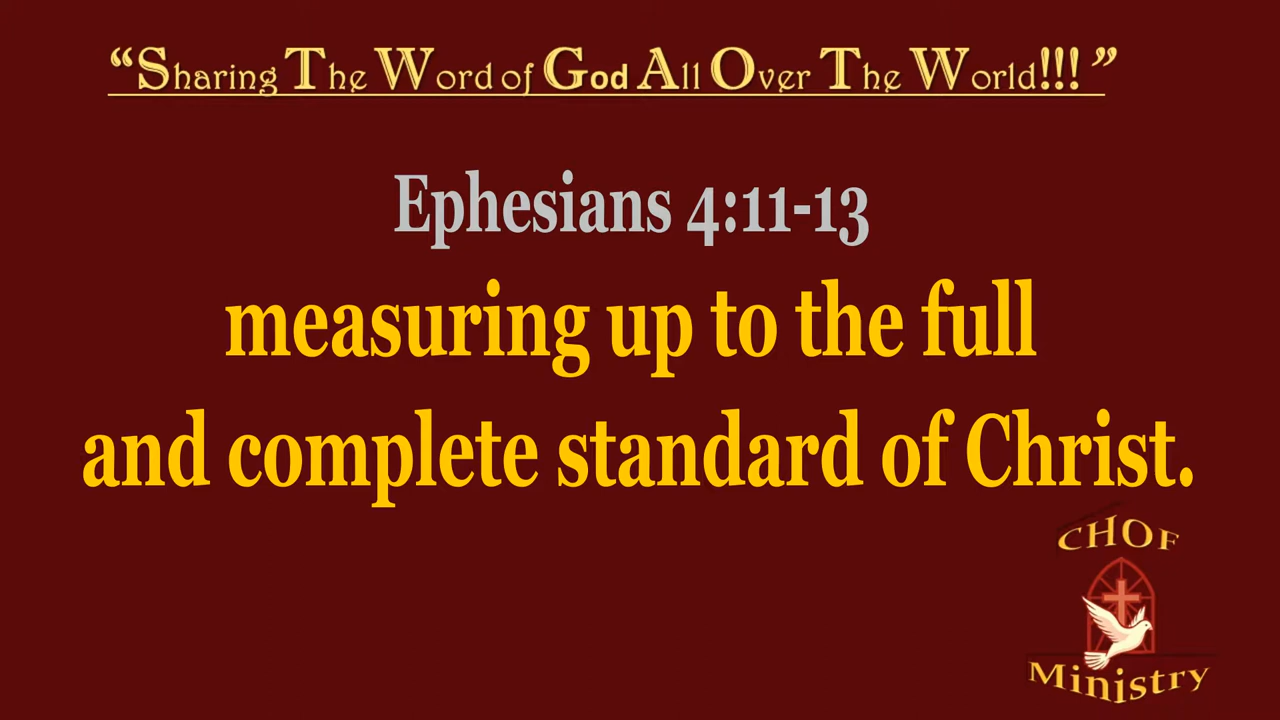 “Sharing The Word of God All Over The World!!!”
Ephesians 4:11-13
measuring up to the full
and complete standard of Christ.
CHOF
Ministry